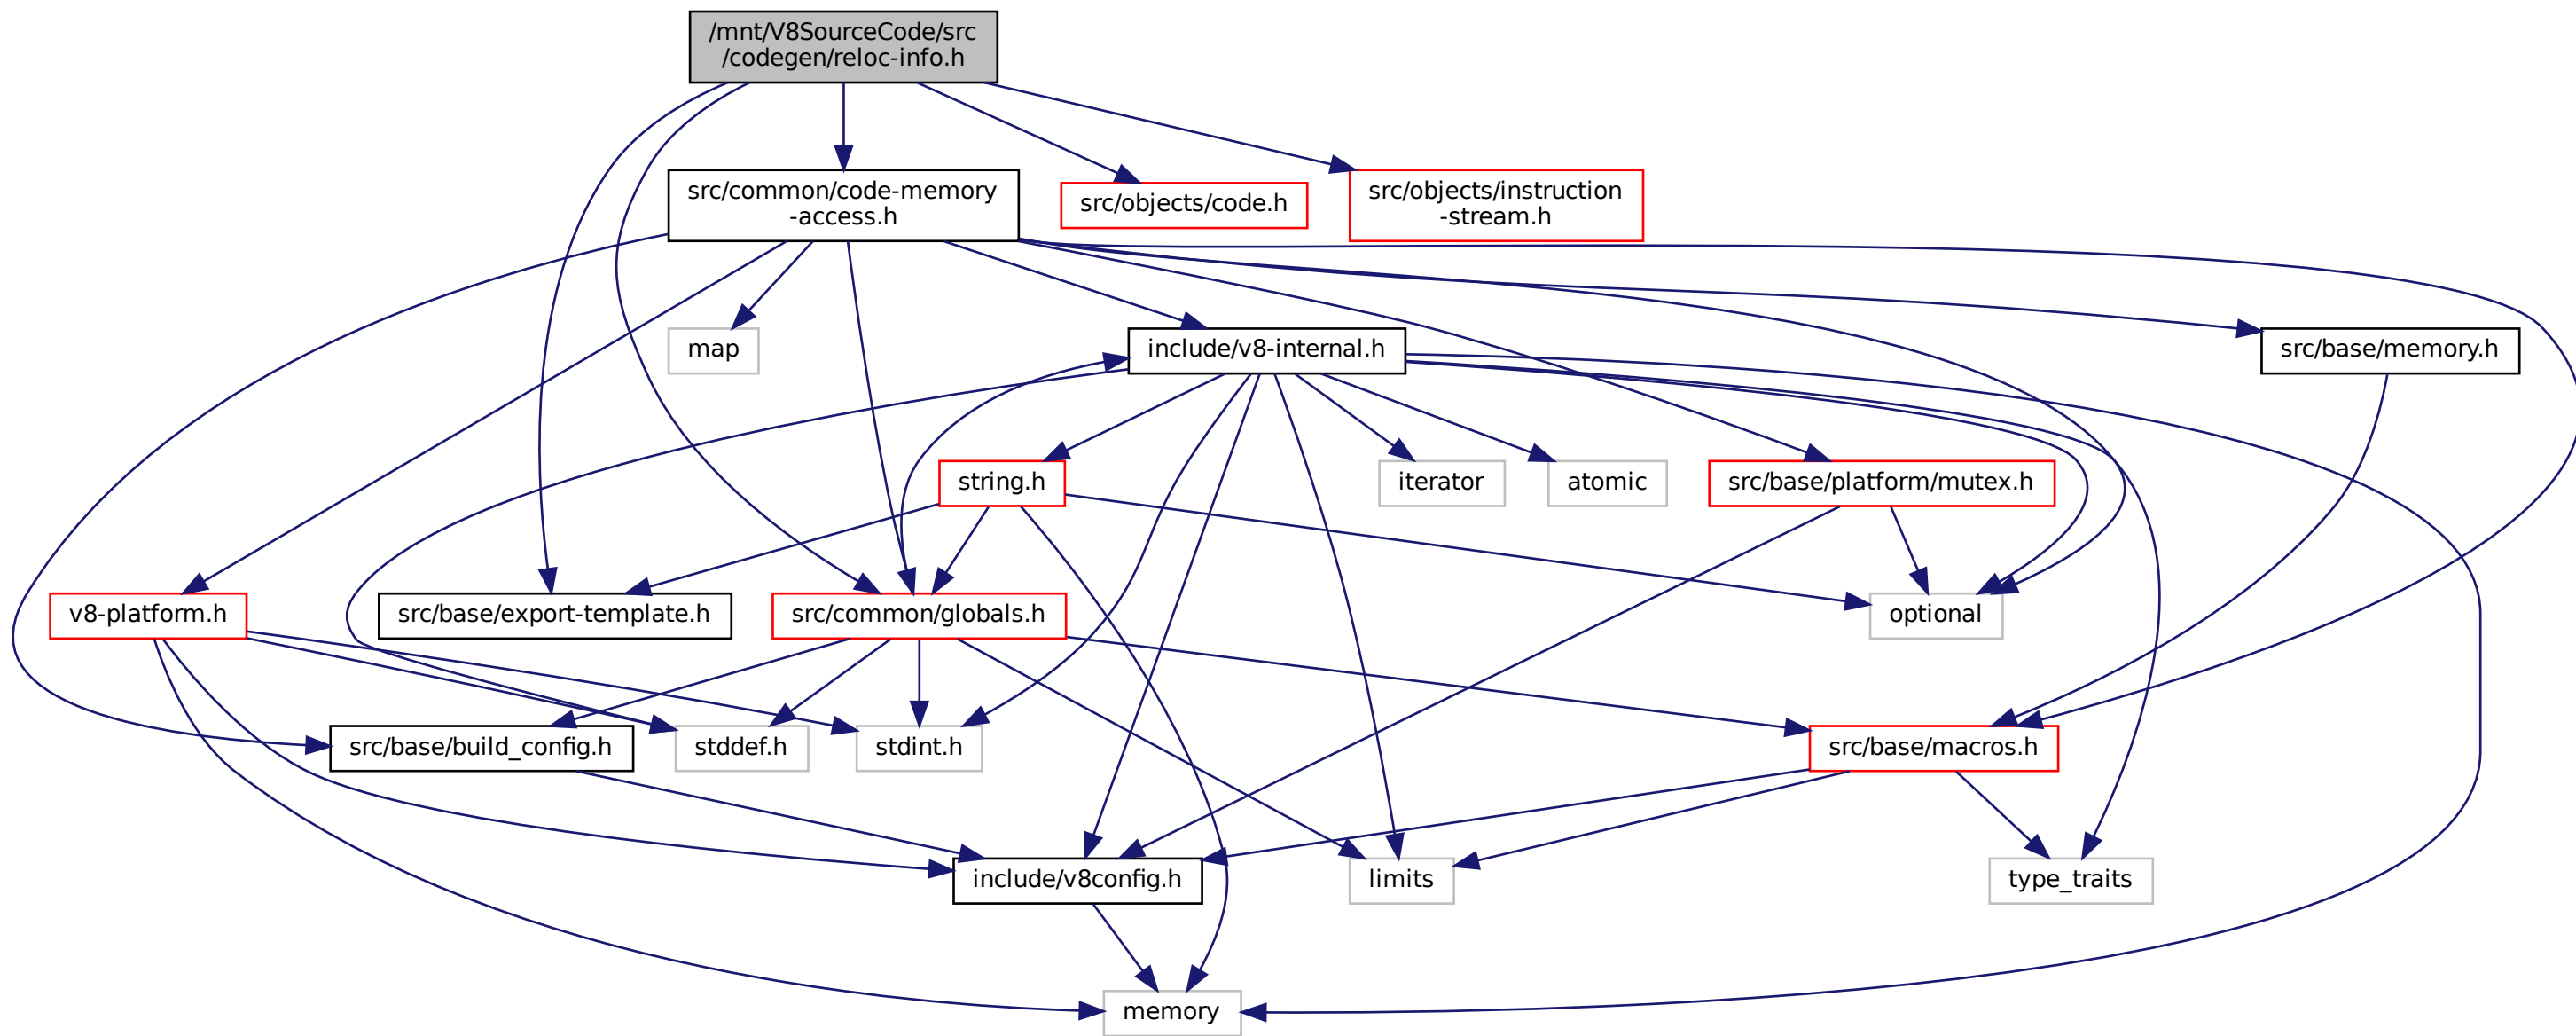 /mnt/V8SourceCode/src
/codegen/reloc-info.h
src/common/code-memory
-access.h
src/objects/code.h
src/objects/instruction
-stream.h
map
include/v8-internal.h
src/base/memory.h
string.h
iterator
atomic
src/base/platform/mutex.h
v8-platform.h
src/base/export-template.h
src/common/globals.h
optional
src/base/build_config.h
stddef.h
stdint.h
src/base/macros.h
include/v8config.h
limits
type_traits
memory